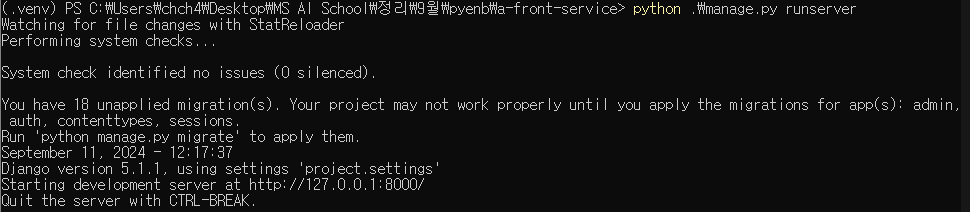 (.venv) PS C:₩Users₩chch4₩Desktop₩MS AI School₩정리₩9월₩pyenb₩a-front-service> python .₩manage.py runserver
Watching for file changes with StatReloader
Performing system checks...
System check identified no issues (0 silenced).
You have 18 unapplied migration(s). Your project may not work properly until you apply the migrations for app(s): admin,
 auth, contenttypes, sessions.
Run 'python manage.py migrate' to apply them.
September 11, 2024 - 12:17:37
Django version 5.1.1, using settings 'project.settings'
Starting development server at http://127.0.0.1:8000/
Quit the server with CTRL-BREAK.